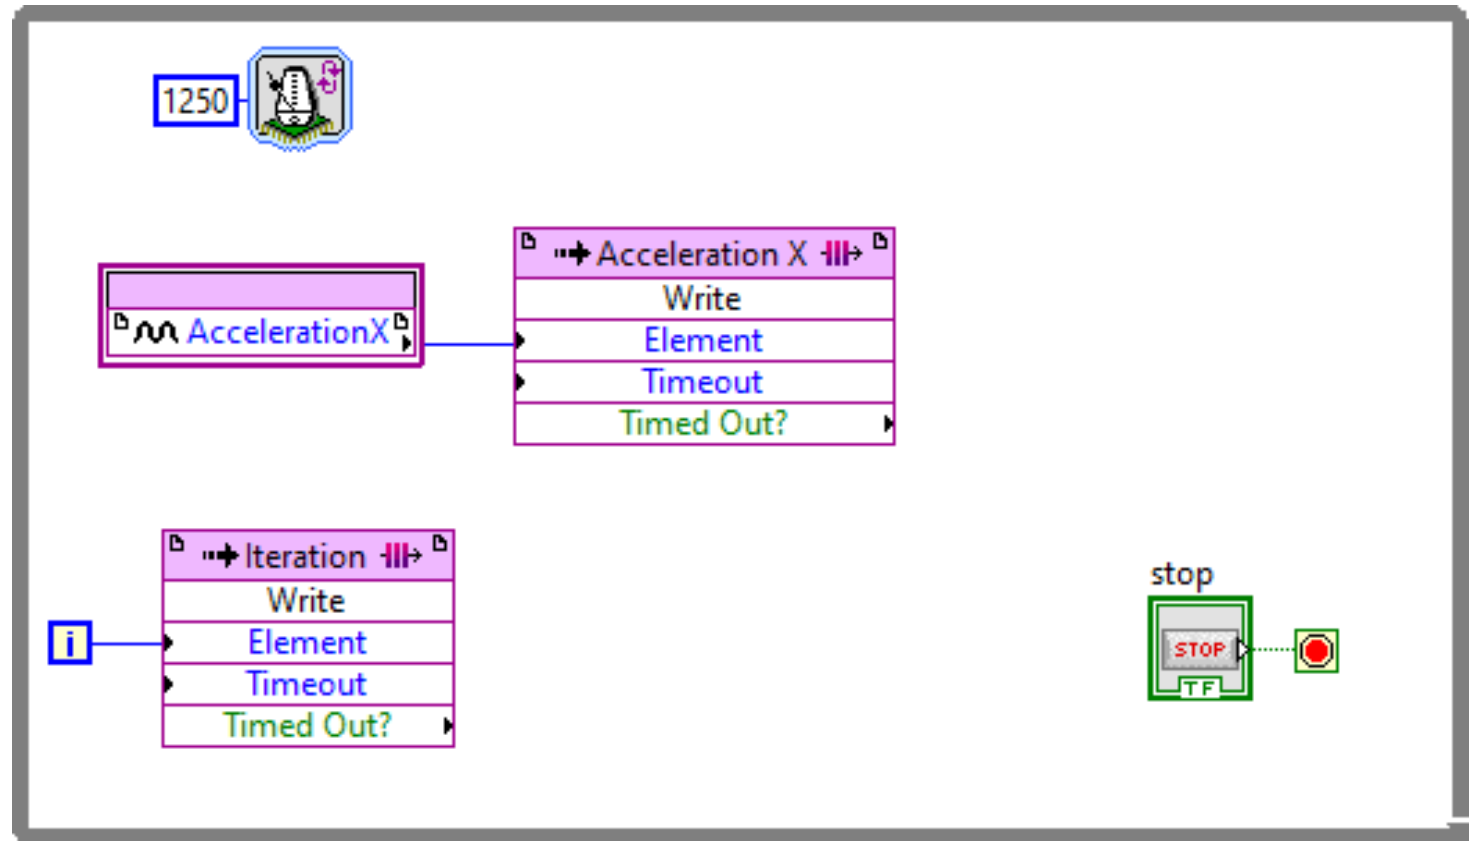 1250
Acceleration X
Write
AccelerationX
Element
Timeout
Timed Out?
Iteration
Write
i
Element
Timeout
Timed Out?
stop
STOP
TF